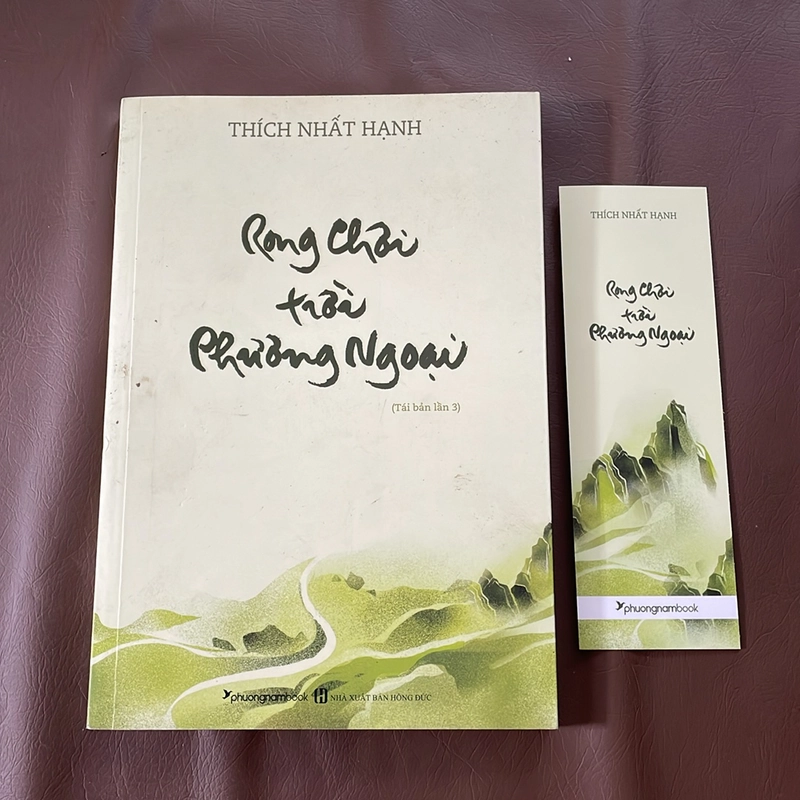 THÍCH NHẤT HẠNH
Rong Chơi
trời
Phương Ngoại
(Tái bản lần 3)
phuongnambook NHÀ XUẤT BẢN HỒNG ĐỨC
THÍCH NHẤT HẠNH
Rong Chơi
trời
Phương Ngoại
phuongnambook